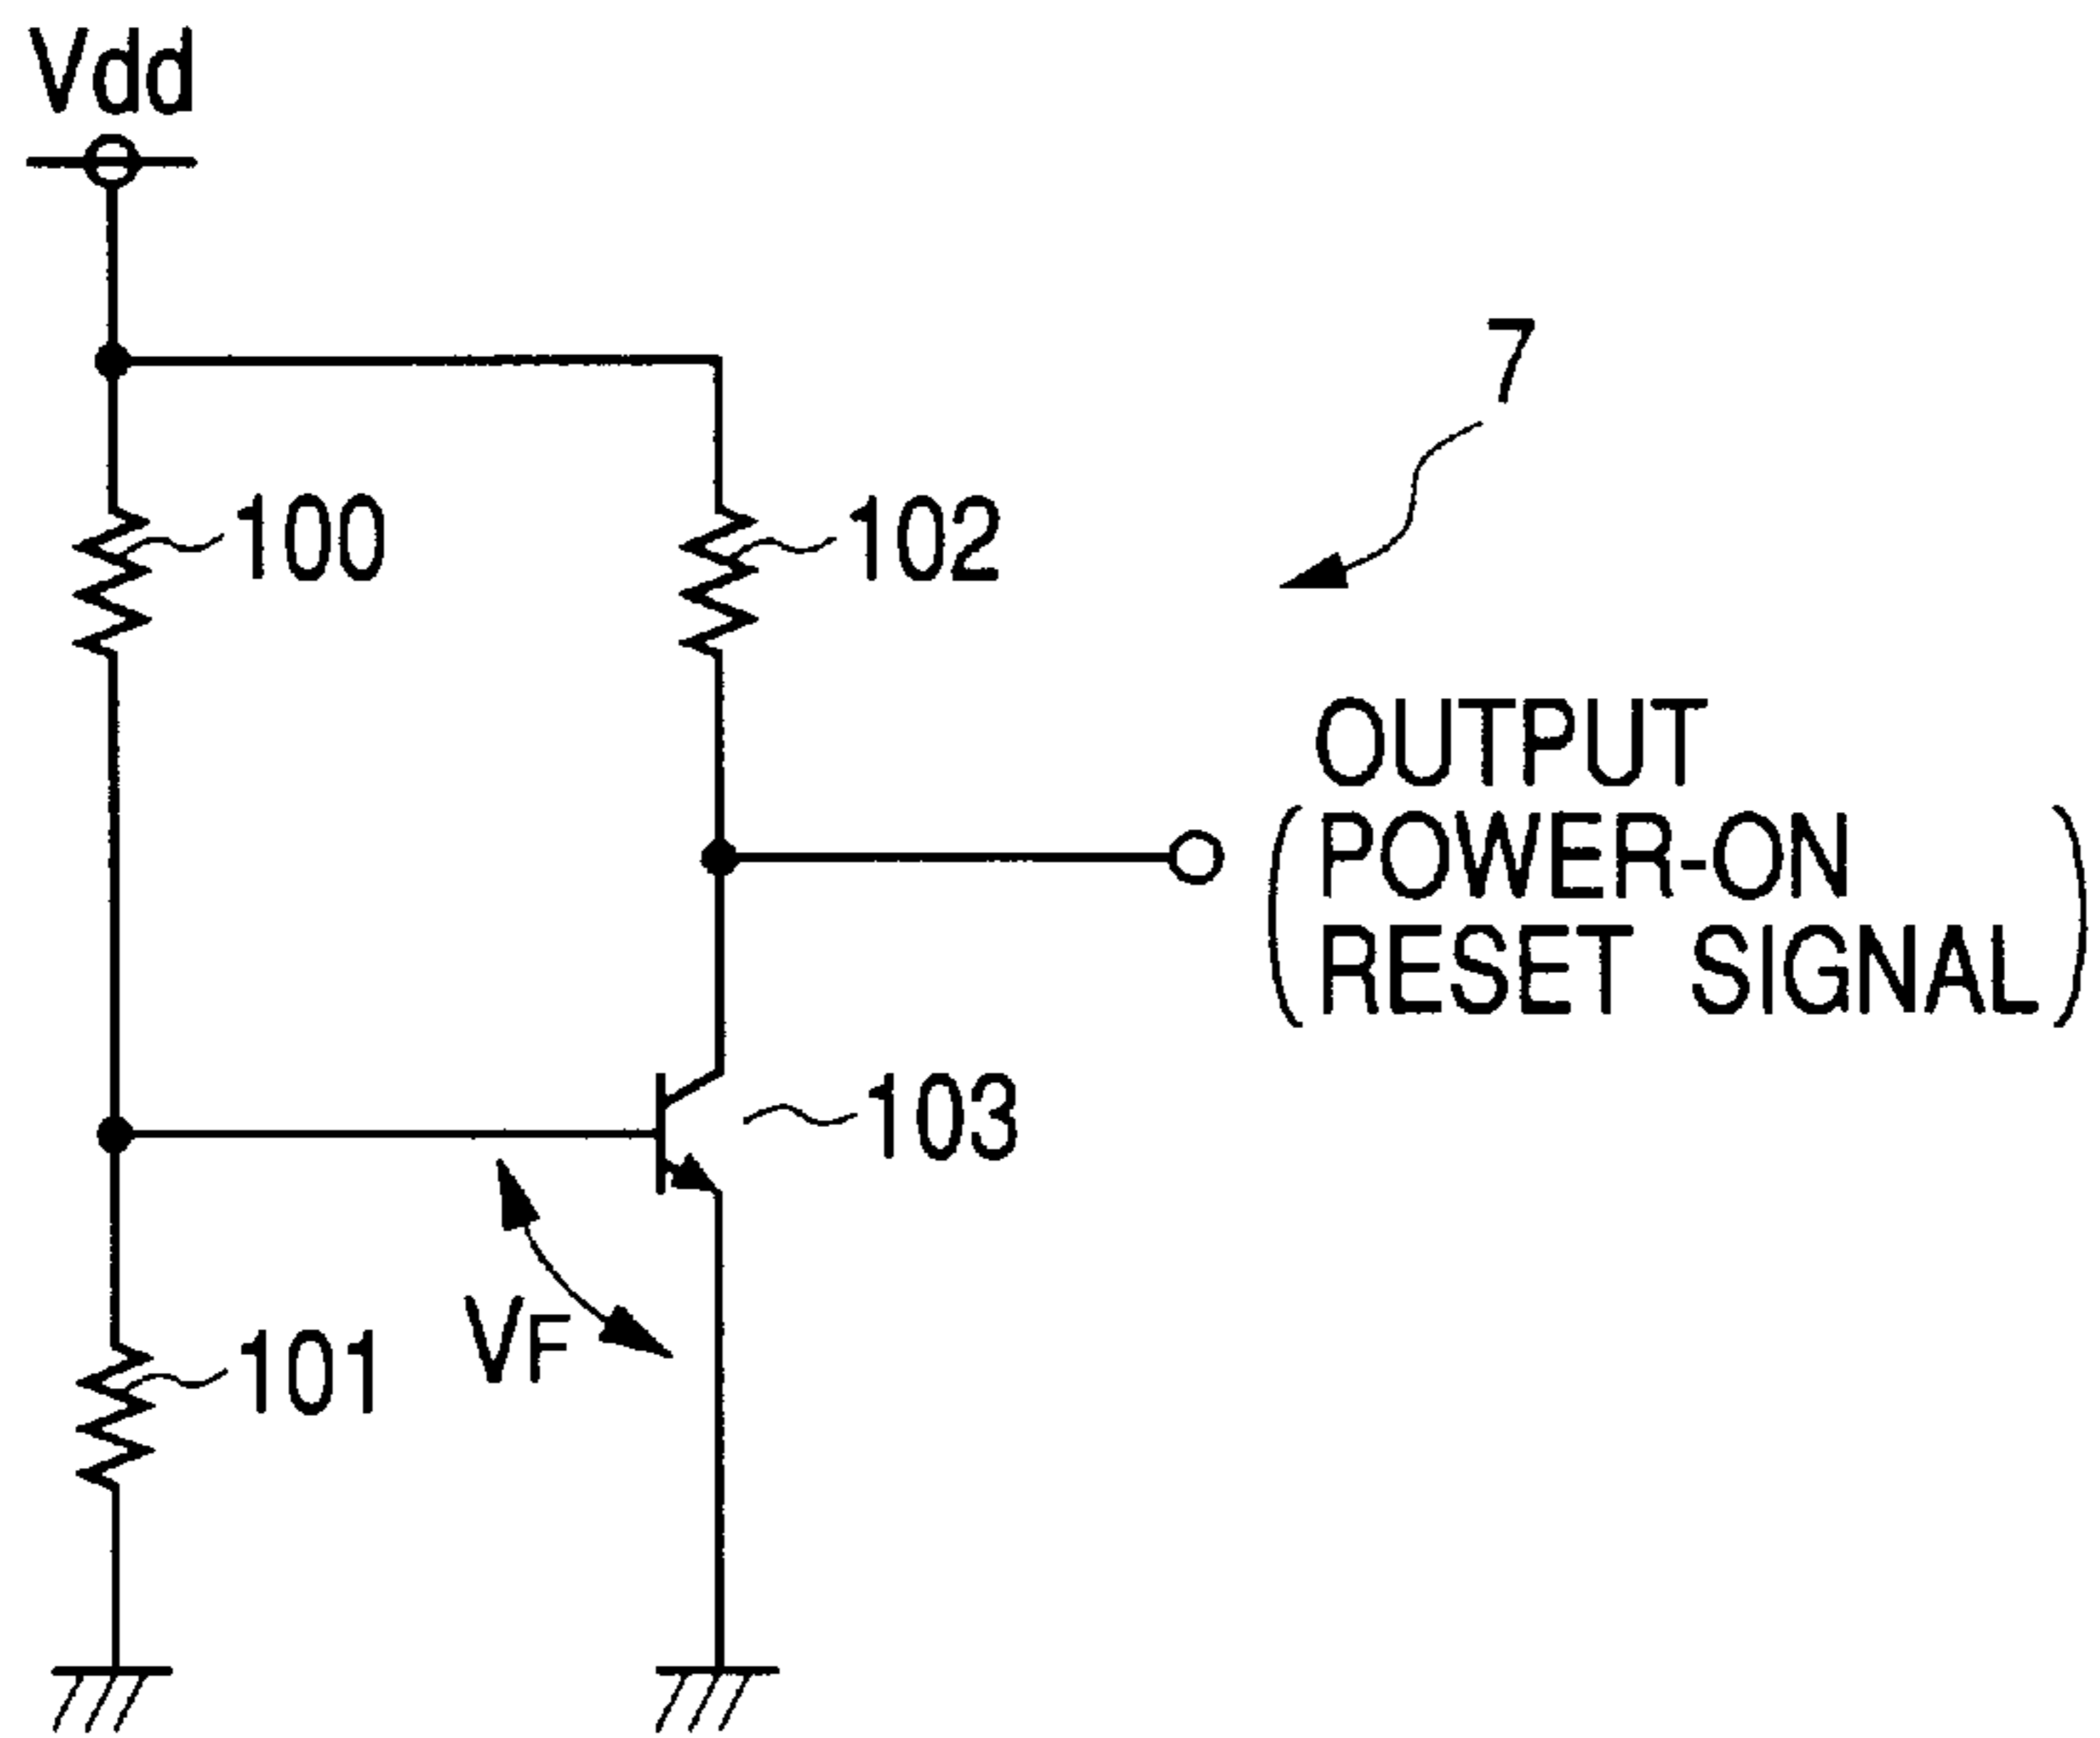 Vdd
7
100
102
OUTPUT
(POWER-ON
RESET SIGNAL)
103
VF
101